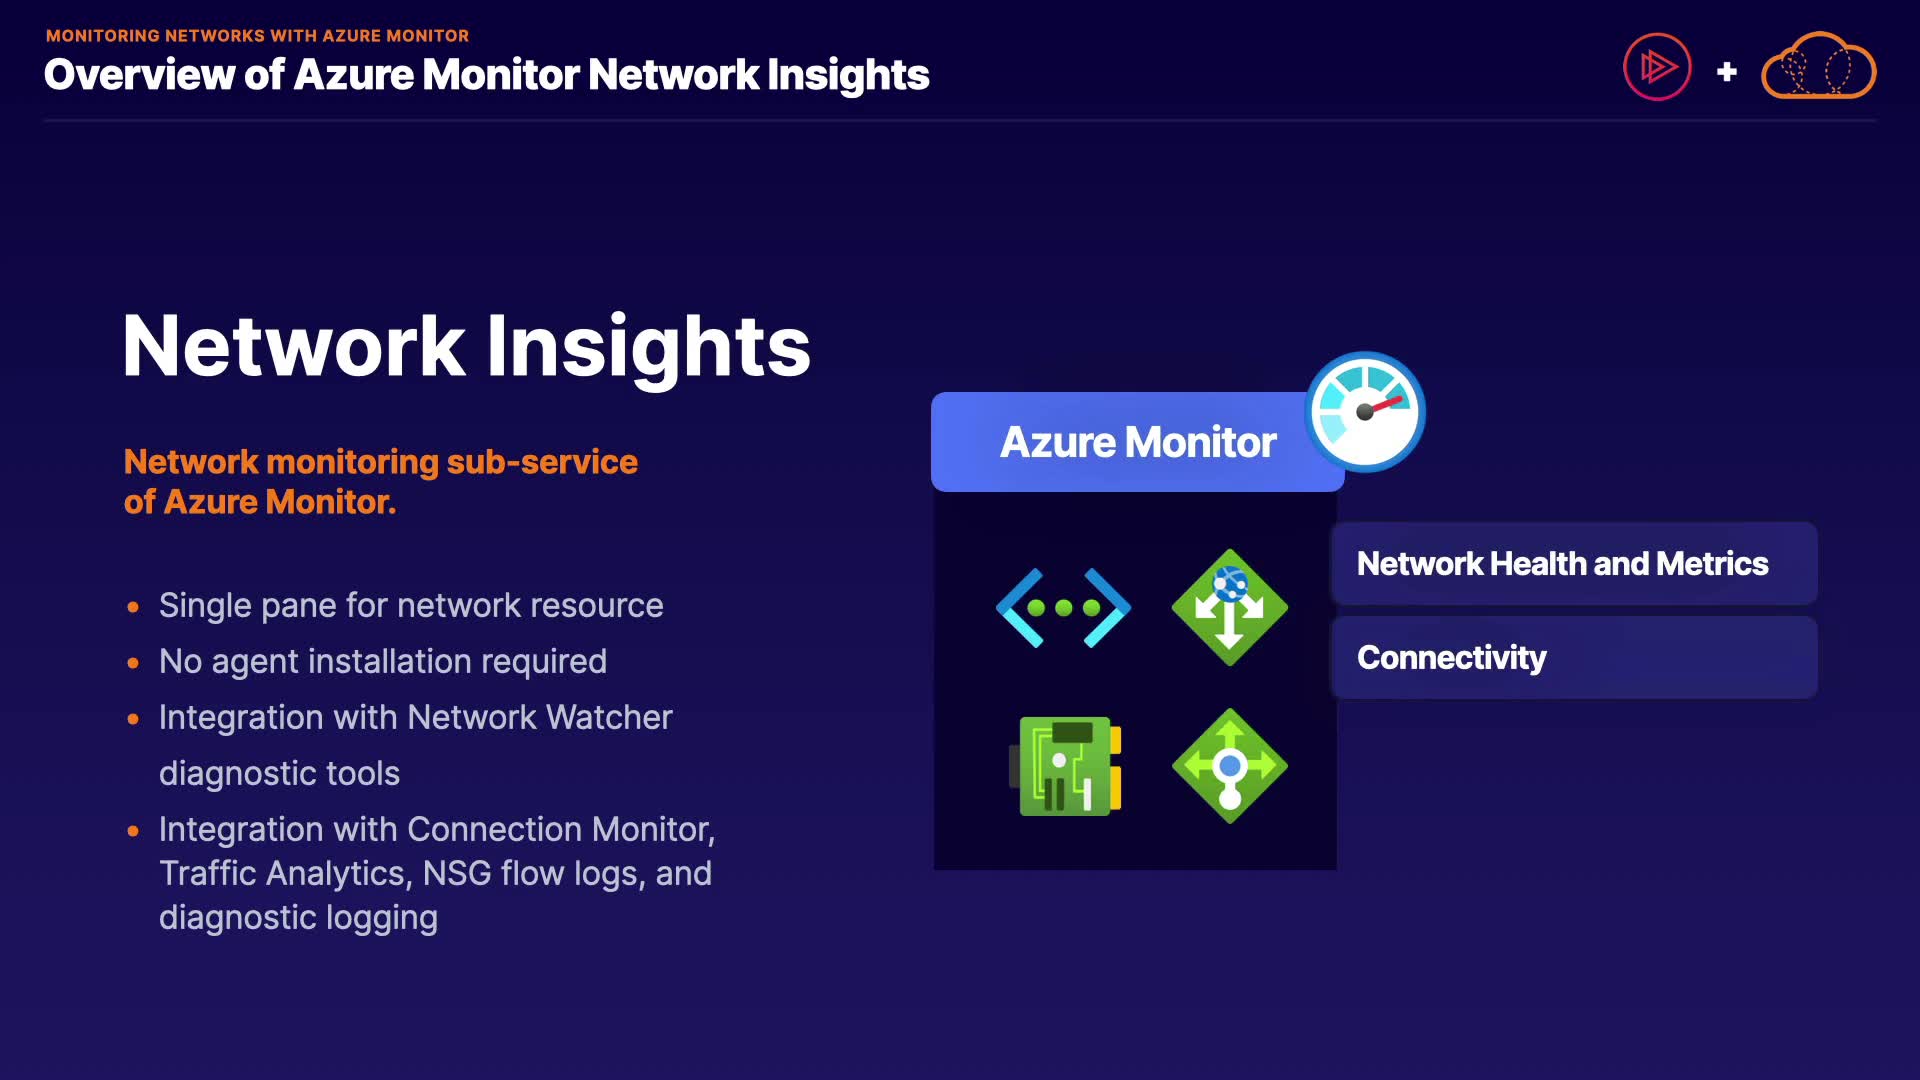 MONITORING NETWORKS WITH AZURE MONITOR
Overview of Azure Monitor Network Insights
Network Insights
Network monitoring sub-service
of Azure Monitor.
• Single pane for network resource
• No agent installation required
• Integration with Network Watcher
diagnostic tools
• Integration with Connection Monitor,
Traffic Analytics, NSG flow logs, and
diagnostic logging
Azure Monitor
Network Health and Metrics
Connectivity